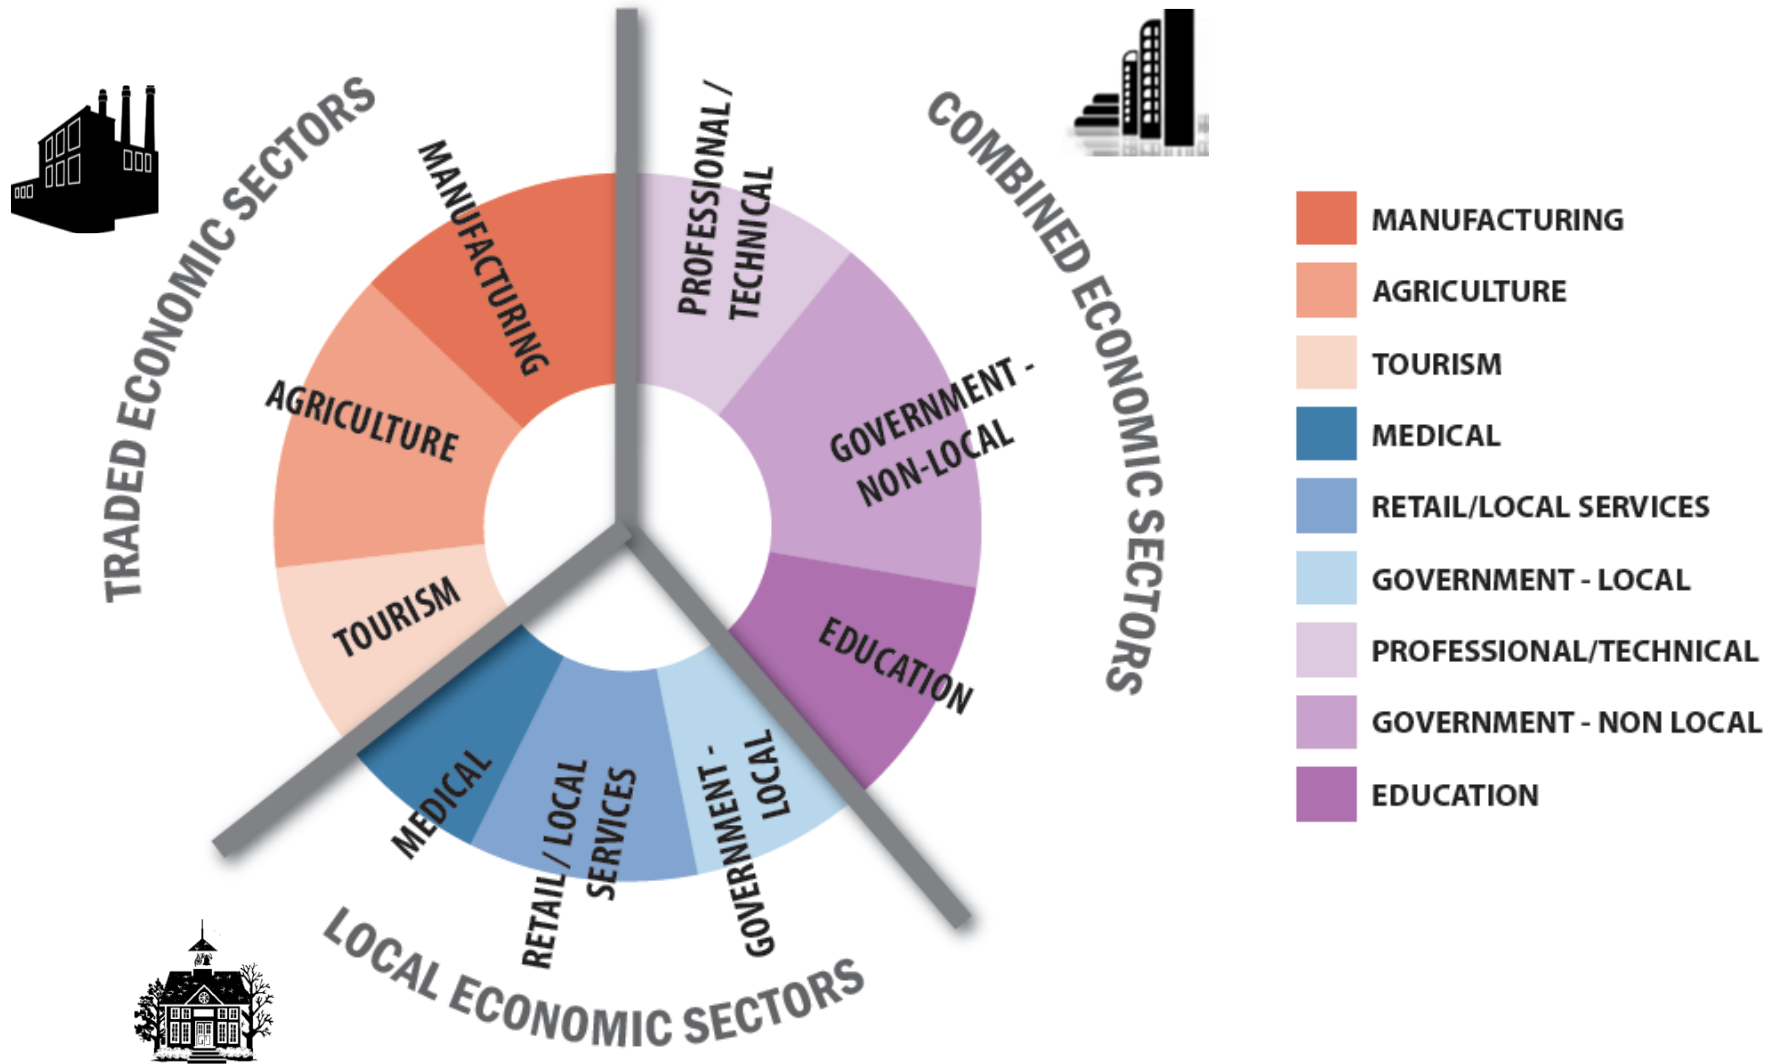 TRADED ECONOMIC SECTORS
COMBINED ECONOMIC SECTORS
LOCAL ECONOMIC SECTORS
MANUFACTURING
AGRICULTURE
TOURISM
PROFESSIONAL /
TECHNICAL
GOVERNMENT -
NON-LOCAL
EDUCATION
MEDICAL
RETAIL / LOCAL
SERVICES
GOVERNMENT -
LOCAL
MANUFACTURING
AGRICULTURE
TOURISM
MEDICAL
RETAIL/LOCAL SERVICES
GOVERNMENT - LOCAL
PROFESSIONAL/TECHNICAL
GOVERNMENT - NON LOCAL
EDUCATION